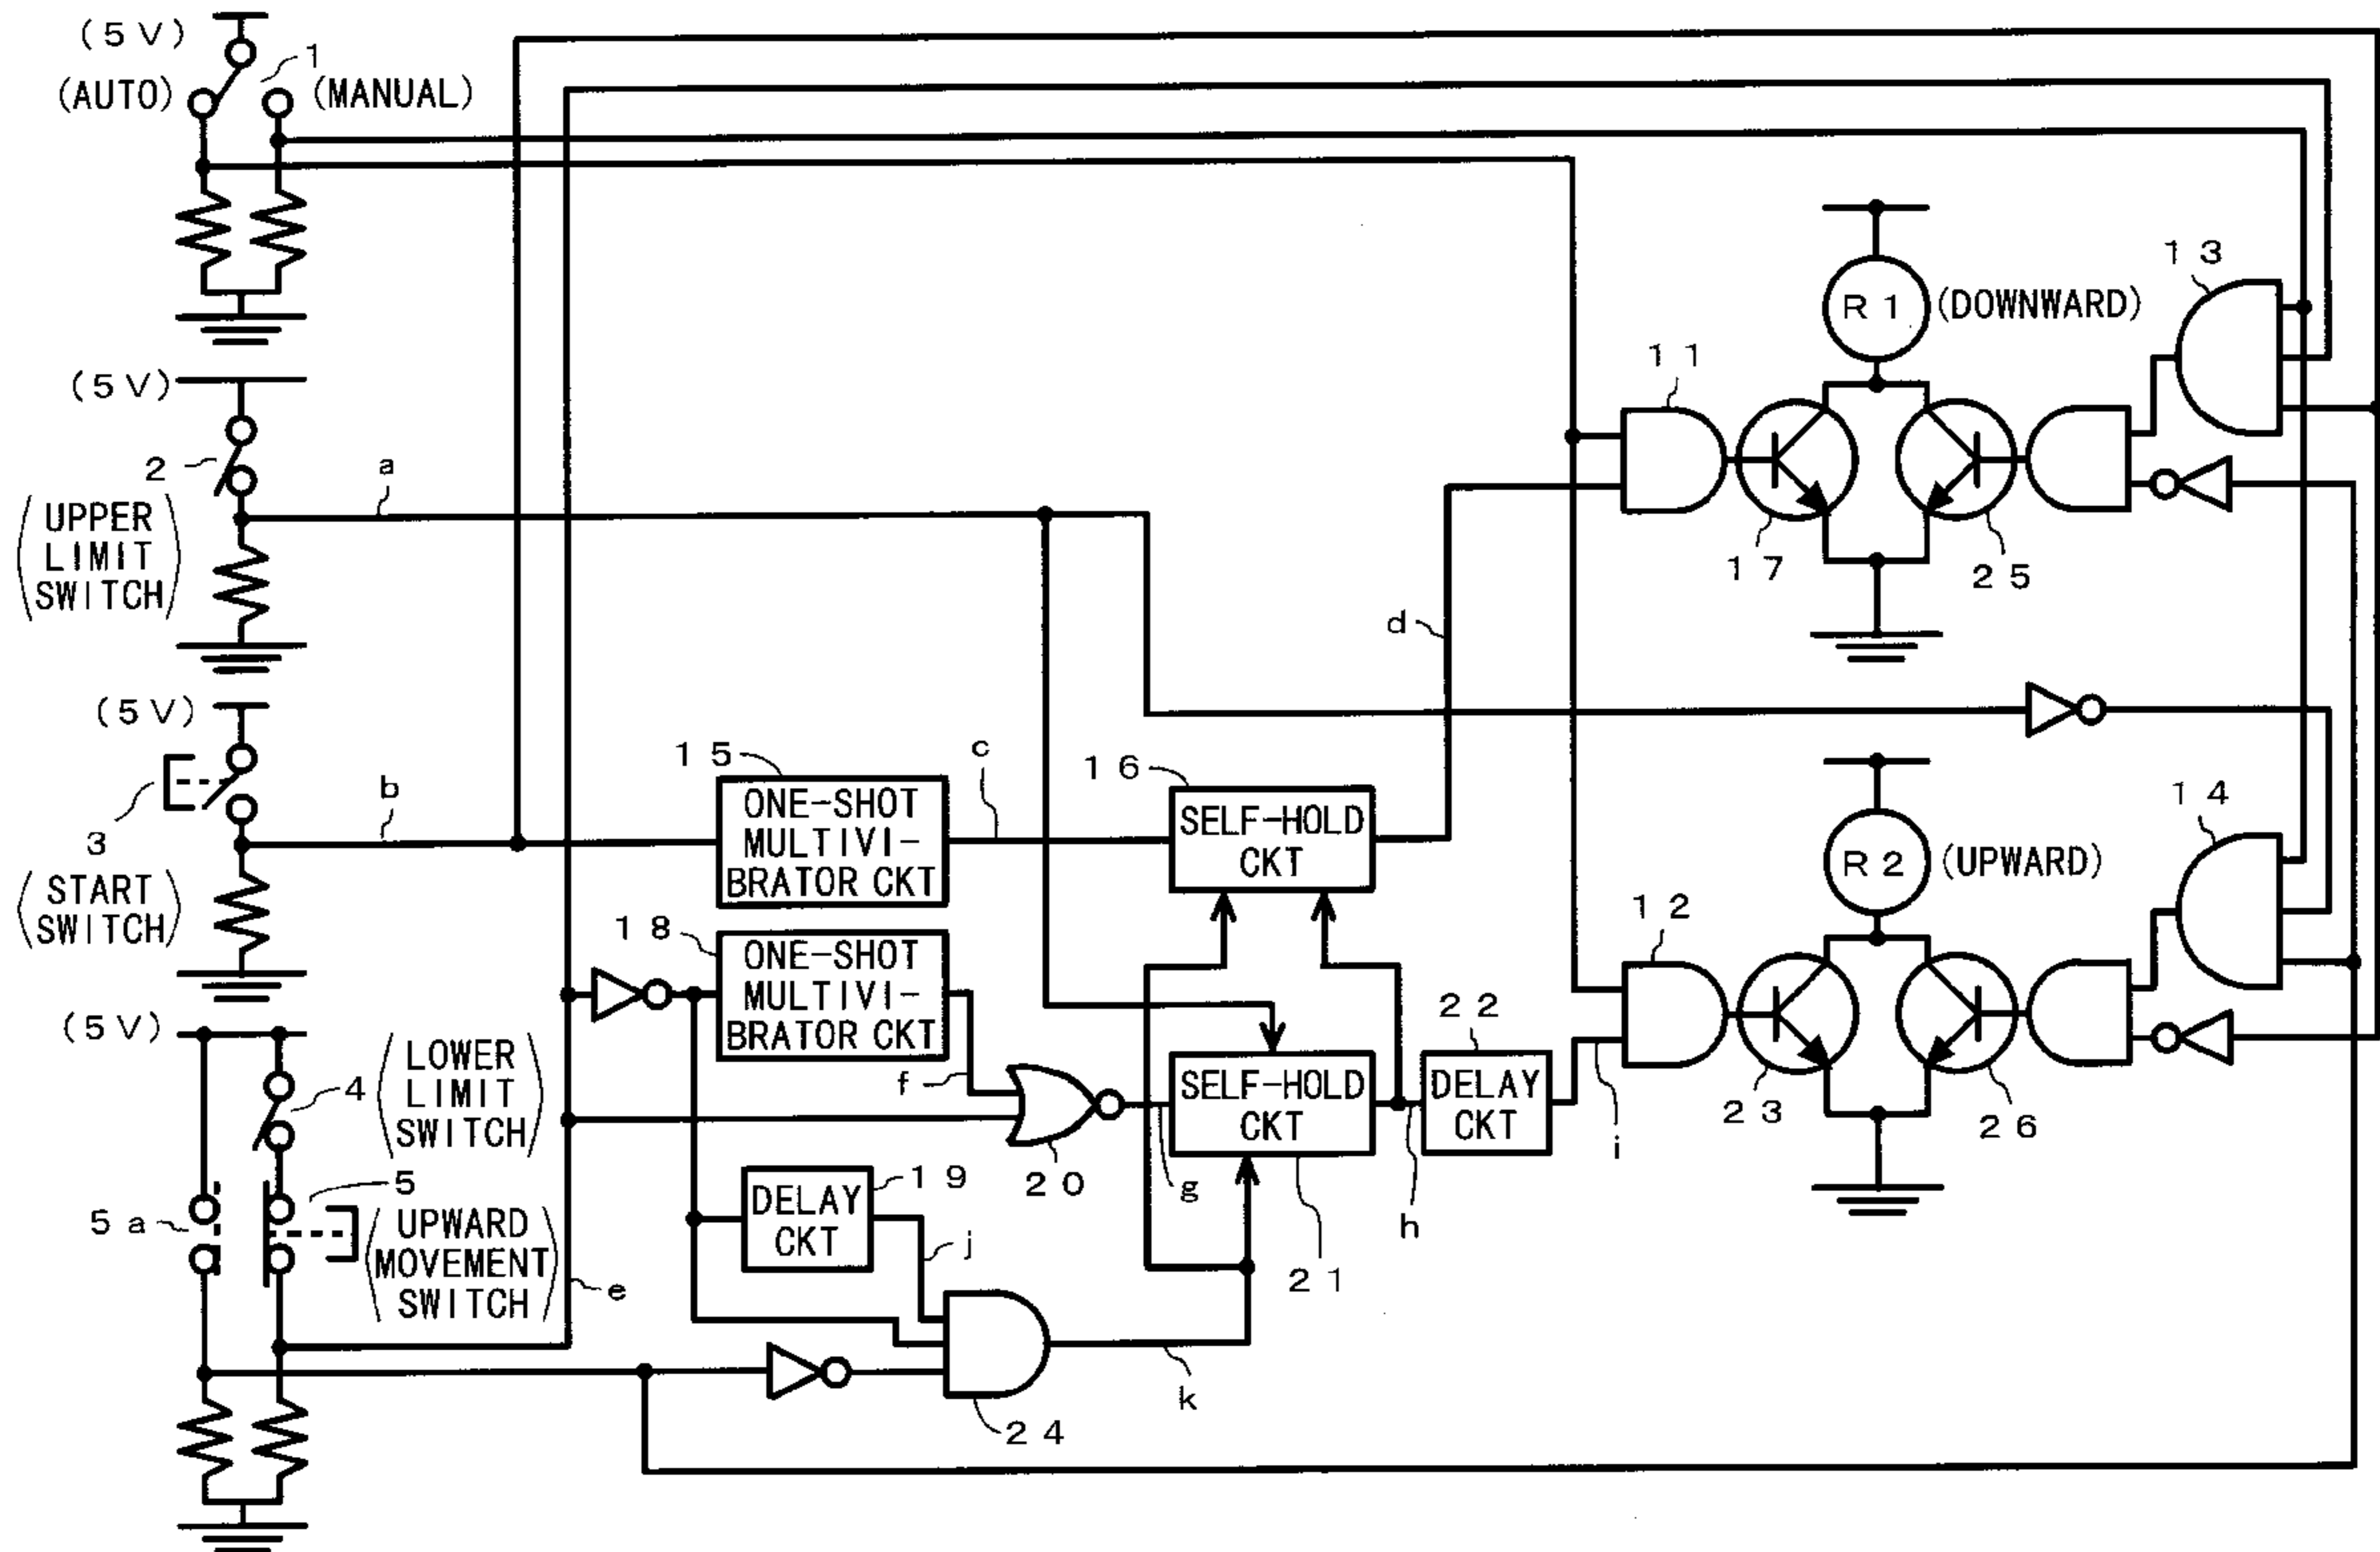 (5V)
1
(AUTO)
(MANUAL)
(5V)
2
a
(UPPER
LIMIT
SWITCH)
(5V)
3
b
(START
SWITCH)
(5V)
4
(LOWER
LIMIT
SWITCH)
5a
5
(UPWARD
MOVEMENT
SWITCH)
e
15
ONE-SHOT
MULTIVI-
BRATOR CKT
c
16
SELF-HOLD
CKT
d
18
ONE-SHOT
MULTIVI-
BRATOR CKT
f
20
g
SELF-HOLD
CKT
21
h
22
DELAY
CKT
i
19
DELAY
CKT
j
24
k
R1
(DOWNWARD)
11
17
25
13
R2
(UPWARD)
12
23
26
14